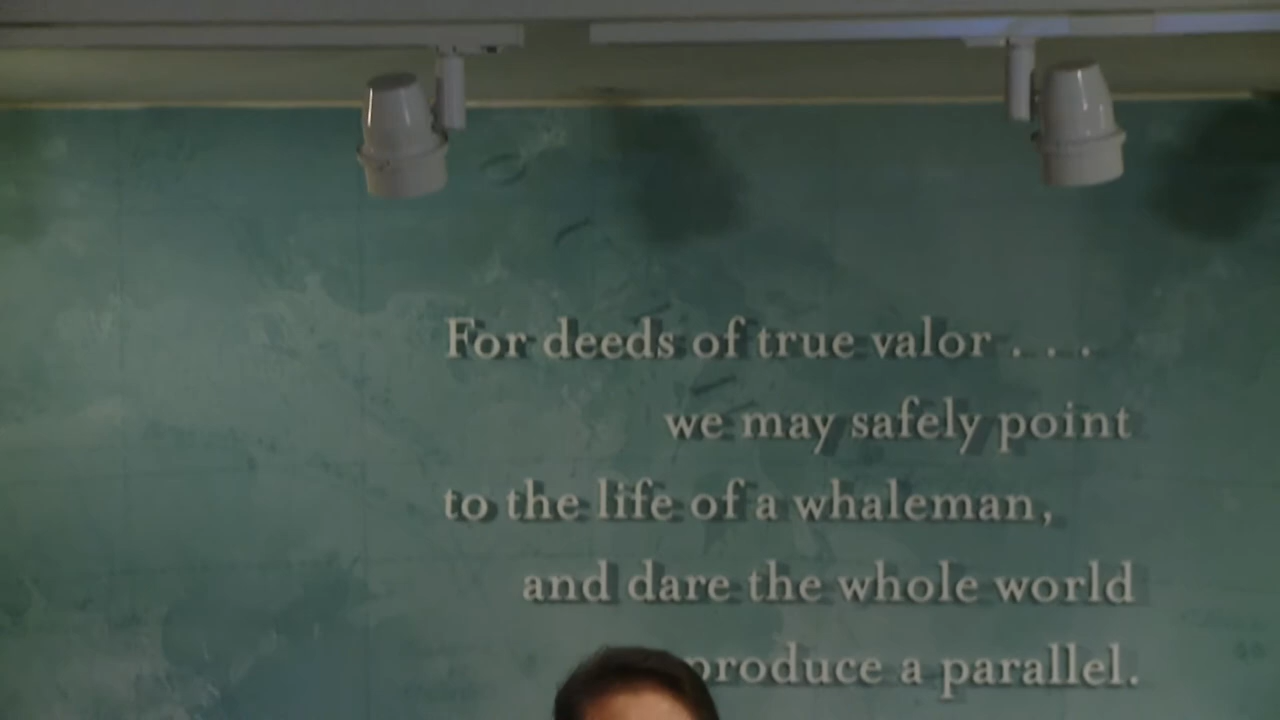 For deeds of true valor . . .
we may safely point
to the life of a whaleman,
and dare the whole world
produce a parallel.